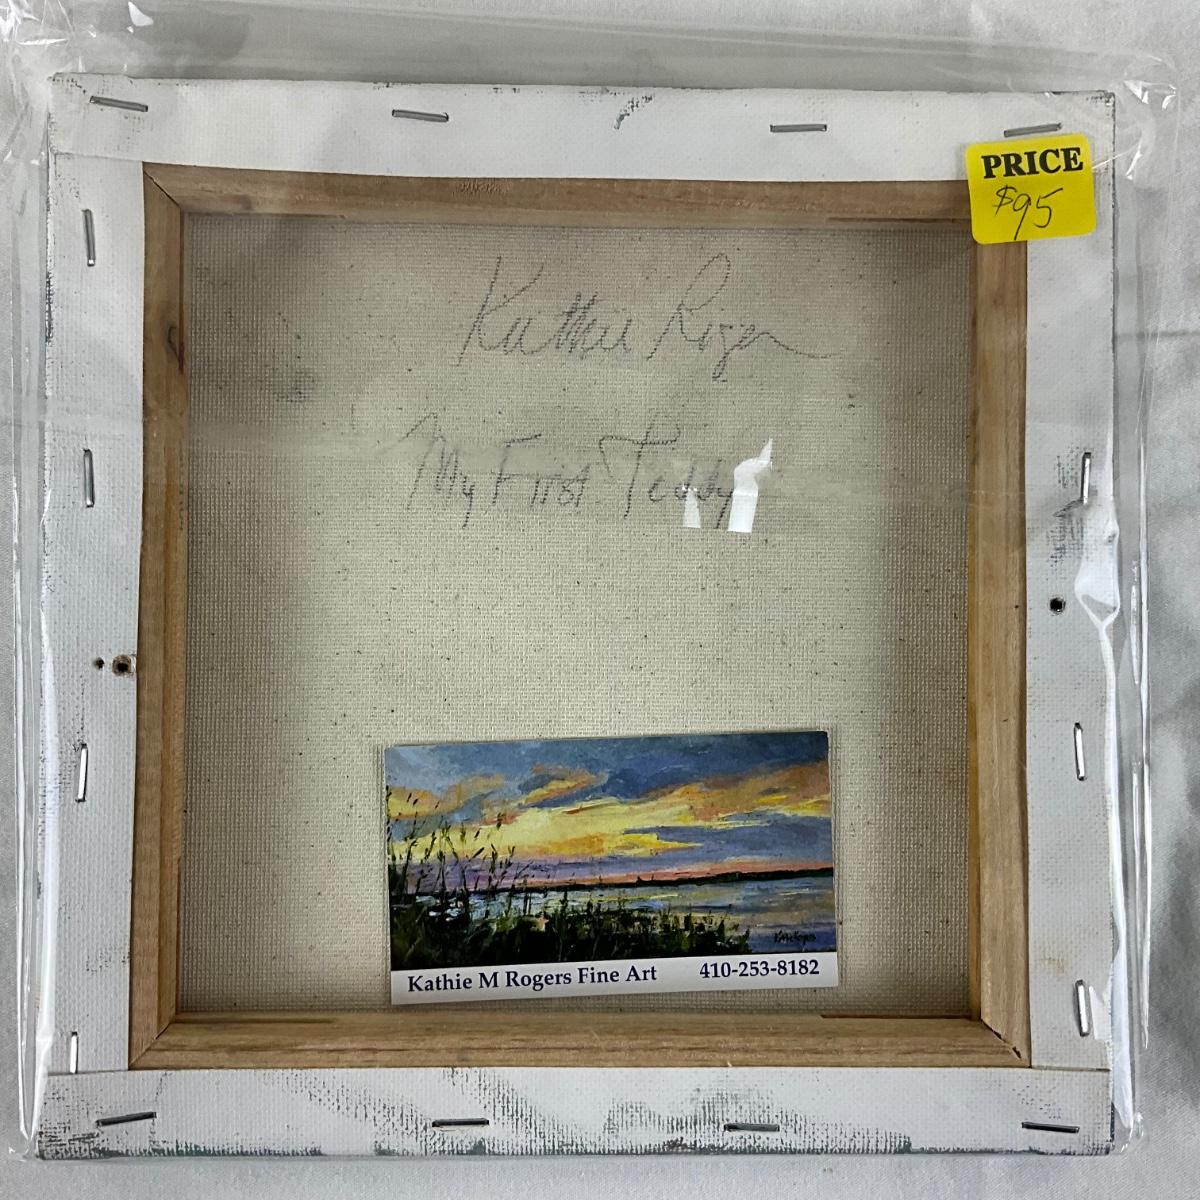 PRICE
$95
Kathie Rogers
My First Teddy
Kathie M Rogers Fine Art 410-253-8182